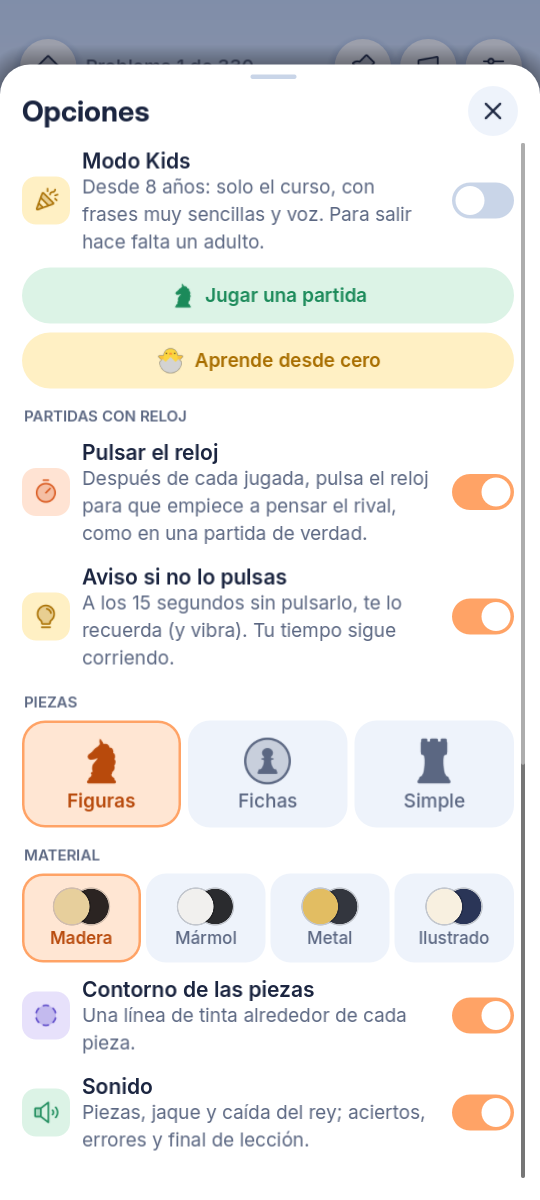 Problema 1 de 330
Opciones
Modo Kids
Desde 8 años: solo el curso, con
frases muy sencillas y voz. Para salir
hace falta un adulto.
Jugar una partida
Aprende desde cero
PARTIDAS CON RELOJ
Pulsar el reloj
Después de cada jugada, pulsa el reloj
para que empiece a pensar el rival,
como en una partida de verdad.
Aviso si no lo pulsas
A los 15 segundos sin pulsarlo, te lo
recuerda (y vibra). Tu tiempo sigue
corriendo.
PIEZAS
Figuras
Fichas
Simple
MATERIAL
Madera
Mármol
Metal
Ilustrado
Contorno de las piezas
Una línea de tinta alrededor de cada
pieza.
Sonido
Piezas, jaque y caída del rey; aciertos,
errores y final de lección.